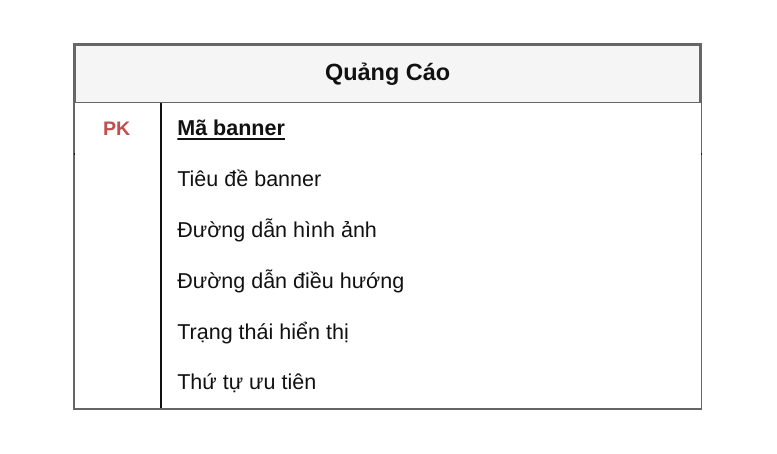 Quảng Cáo
PK Mã banner
Tiêu đề banner
Đường dẫn hình ảnh
Đường dẫn điều hướng
Trạng thái hiển thị
Thứ tự ưu tiên